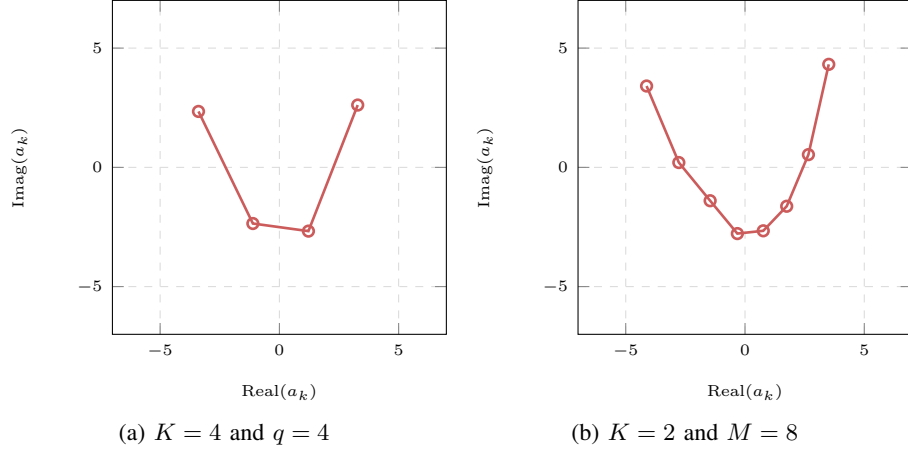 5
0
−5
Imag(a_k)
−5 0 5
Real(a_k)
(a) K = 4 and q = 4
5
0
−5
Imag(a_k)
−5 0 5
Real(a_k)
(b) K = 2 and M = 8